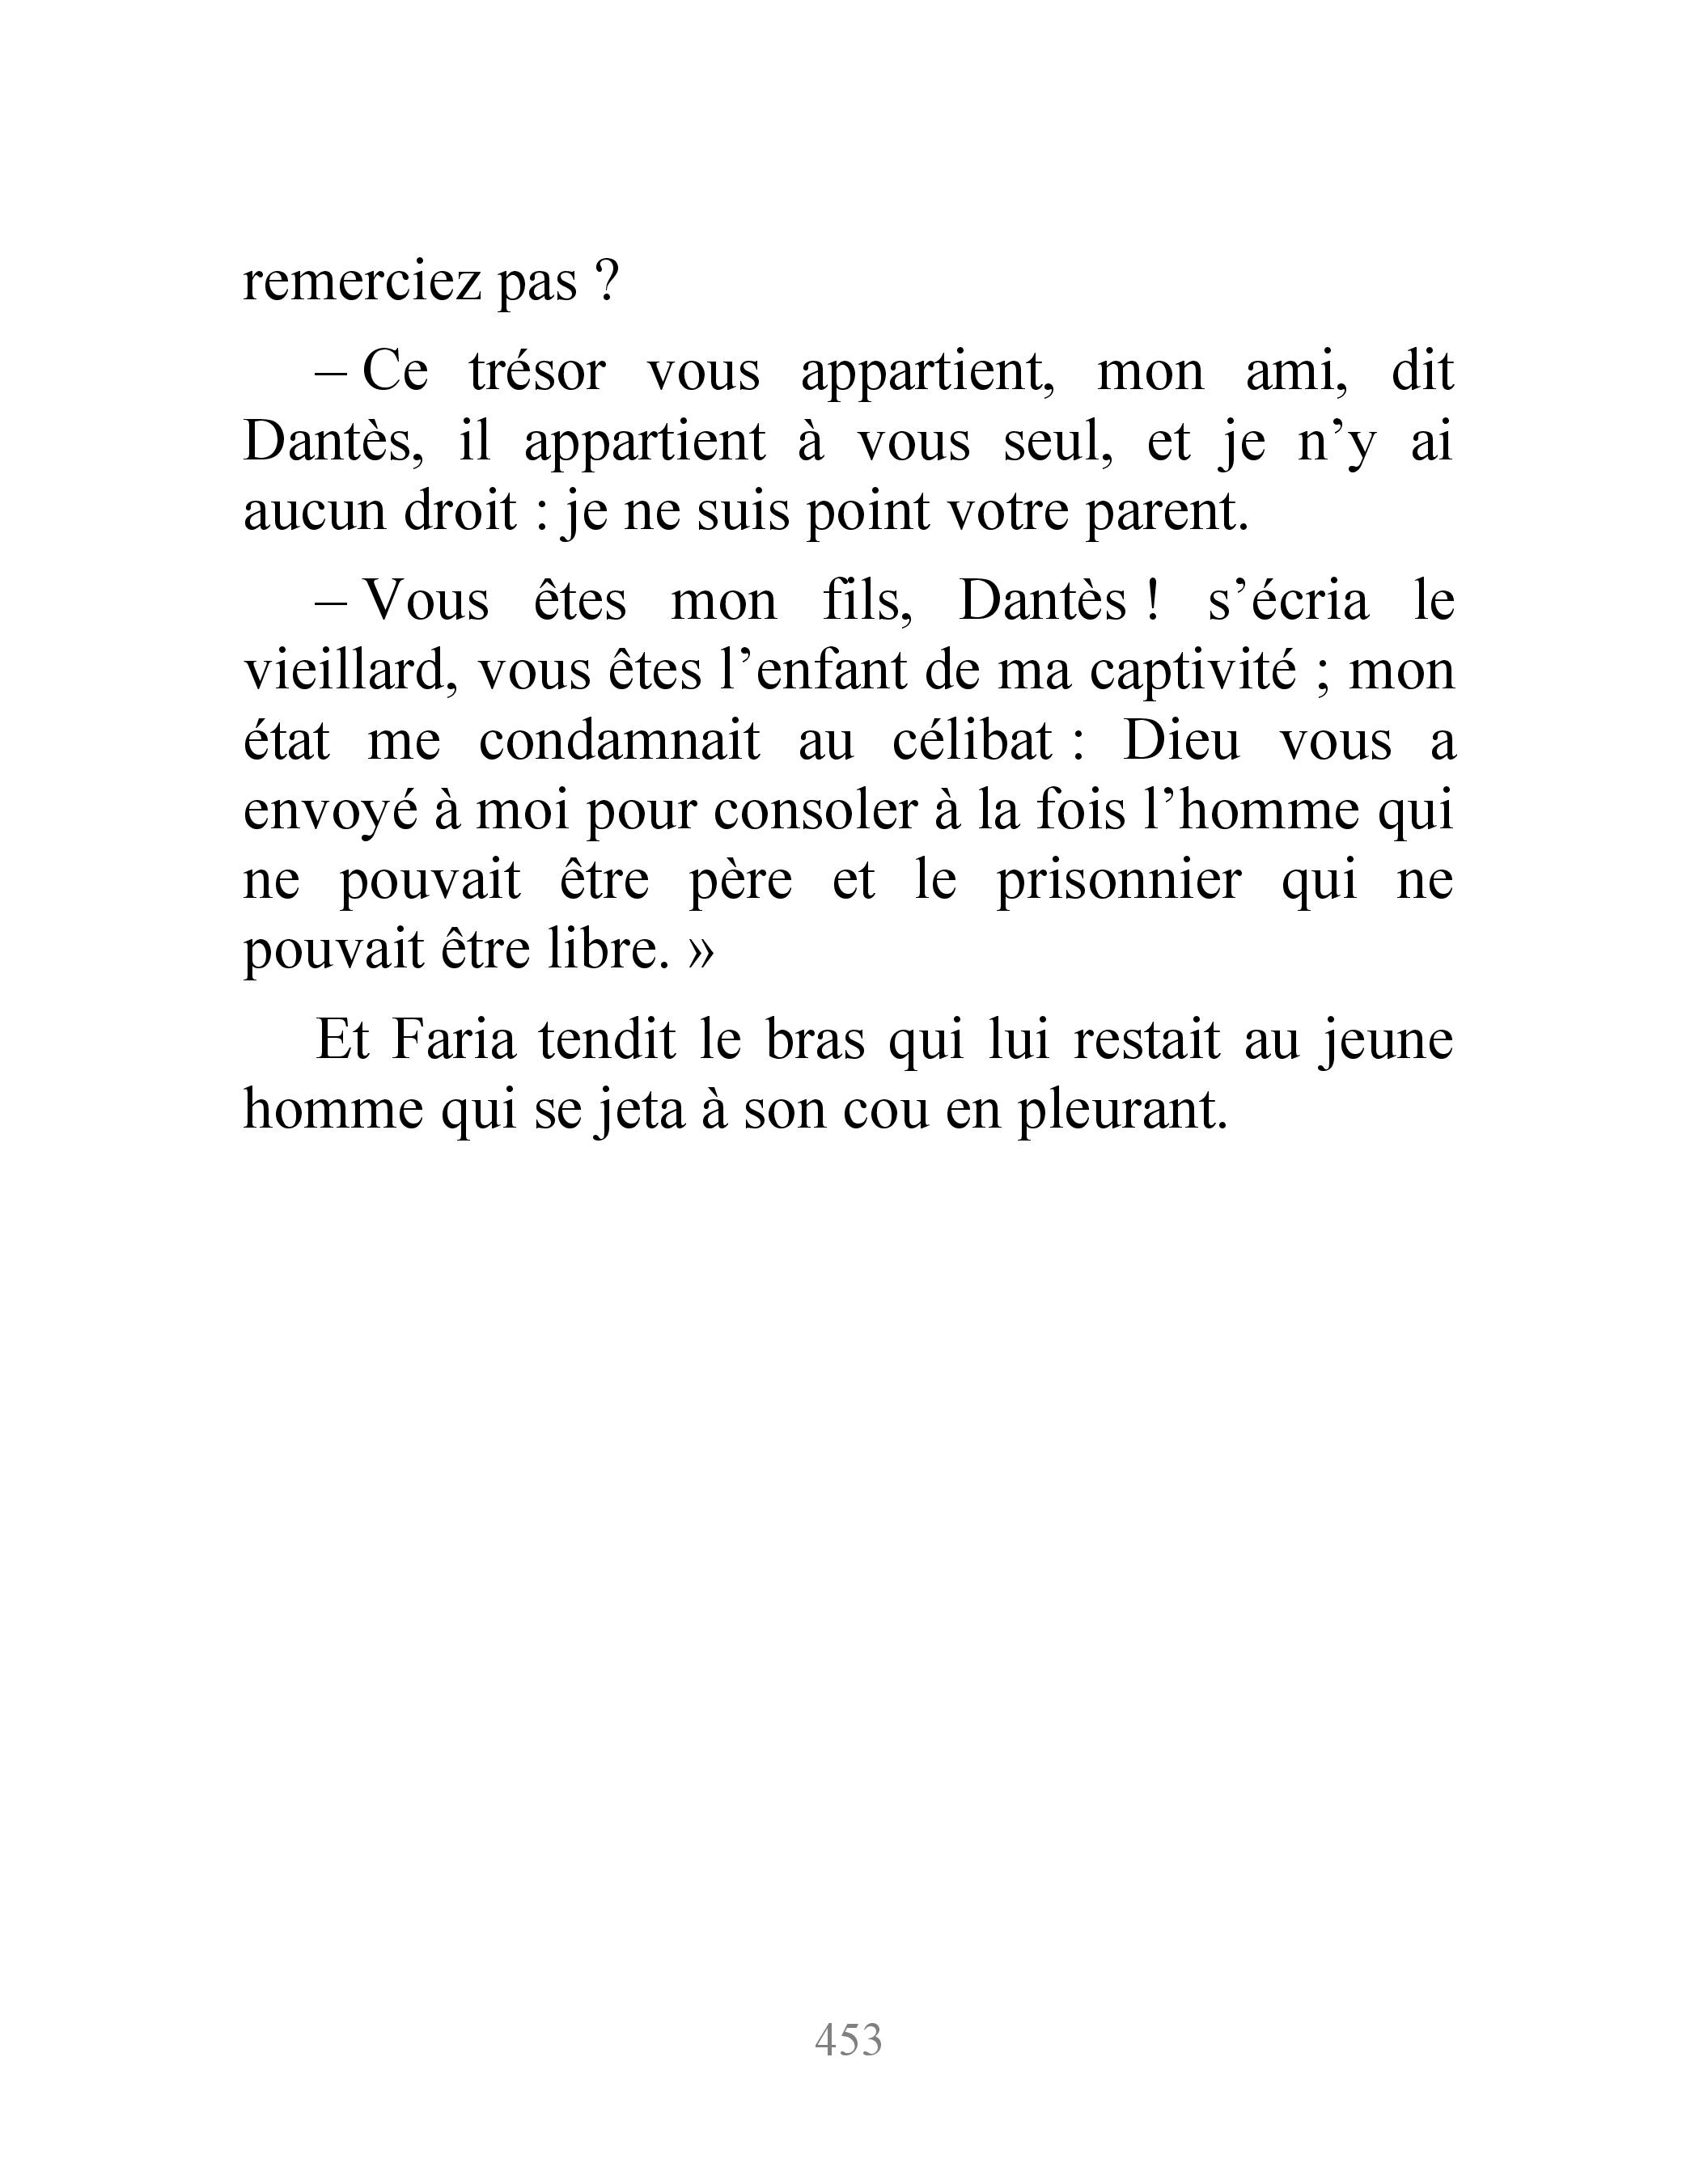 remerciez pas ?
– Ce trésor vous appartient, mon ami, dit
Dantès, il appartient à vous seul, et je n’y ai
aucun droit : je ne suis point votre parent.
– Vous êtes mon fils, Dantès ! s’écria le
vieillard, vous êtes l’enfant de ma captivité ; mon
état me condamnait au célibat : Dieu vous a
envoyé à moi pour consoler à la fois l’homme qui
ne pouvait être père et le prisonnier qui ne
pouvait être libre. »
Et Faria tendit le bras qui lui restait au jeune
homme qui se jeta à son cou en pleurant.
453